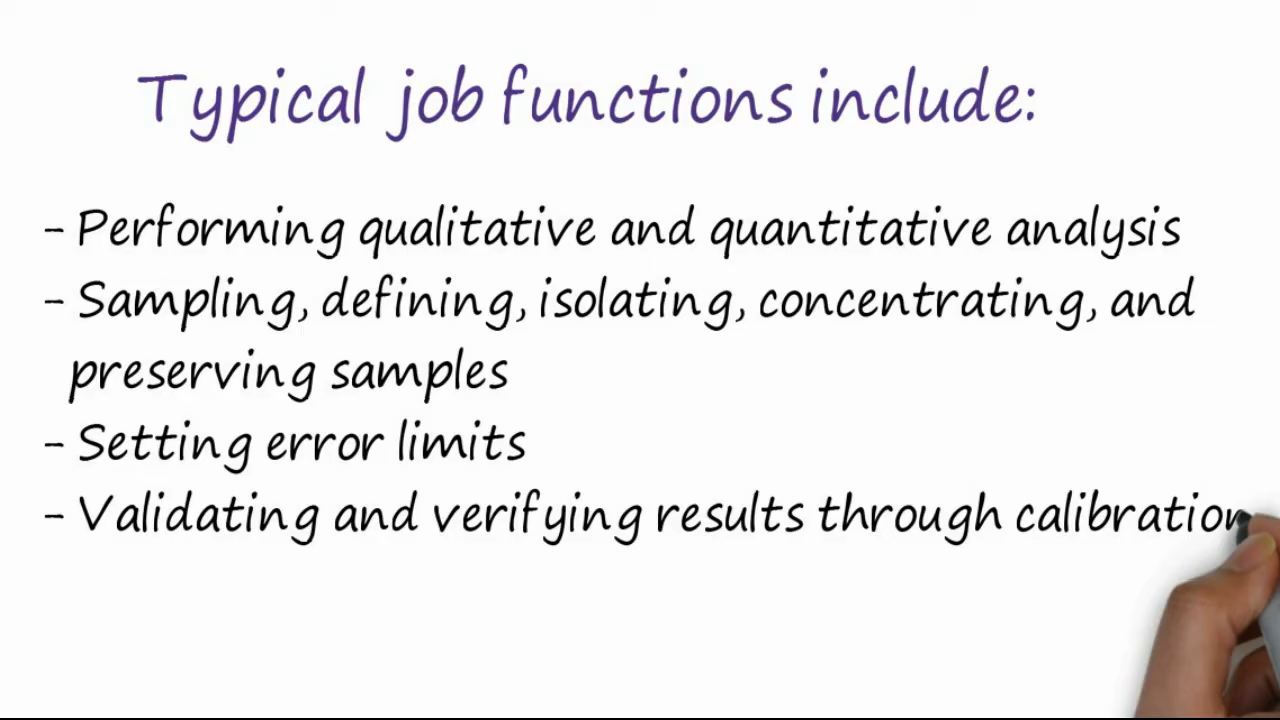 Typical job functions include:
- Performing qualitative and quantitative analysis
- Sampling, defining, isolating, concentrating, and
preserving samples
- Setting error limits
- Validating and verifying results through calibration